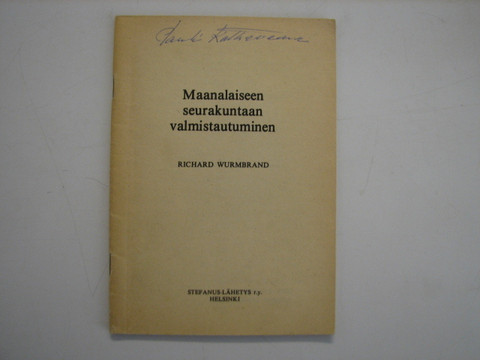 Maanalaiseen
seurakuntaan
valmistautuminen
RICHARD WURMBRAND
STEFANUS-LÄHETYS r.y.
HELSINKI